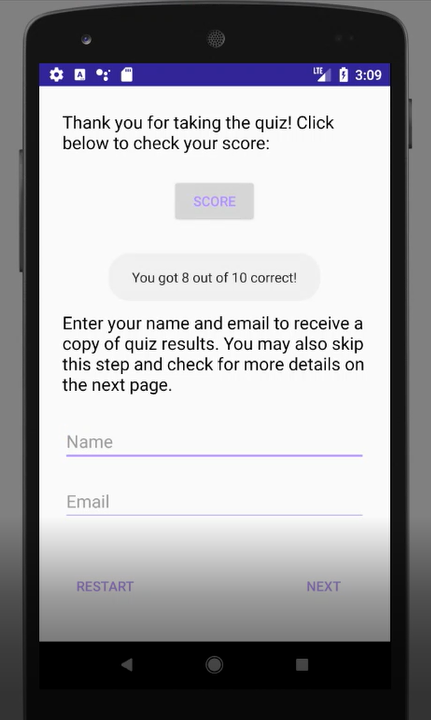 LTE 3:09
Thank you for taking the quiz! Click
below to check your score:
SCORE
You got 8 out of 10 correct!
Enter your name and email to receive a
copy of quiz results. You may also skip
this step and check for more details on
the next page.
Name
Email
RESTART NEXT